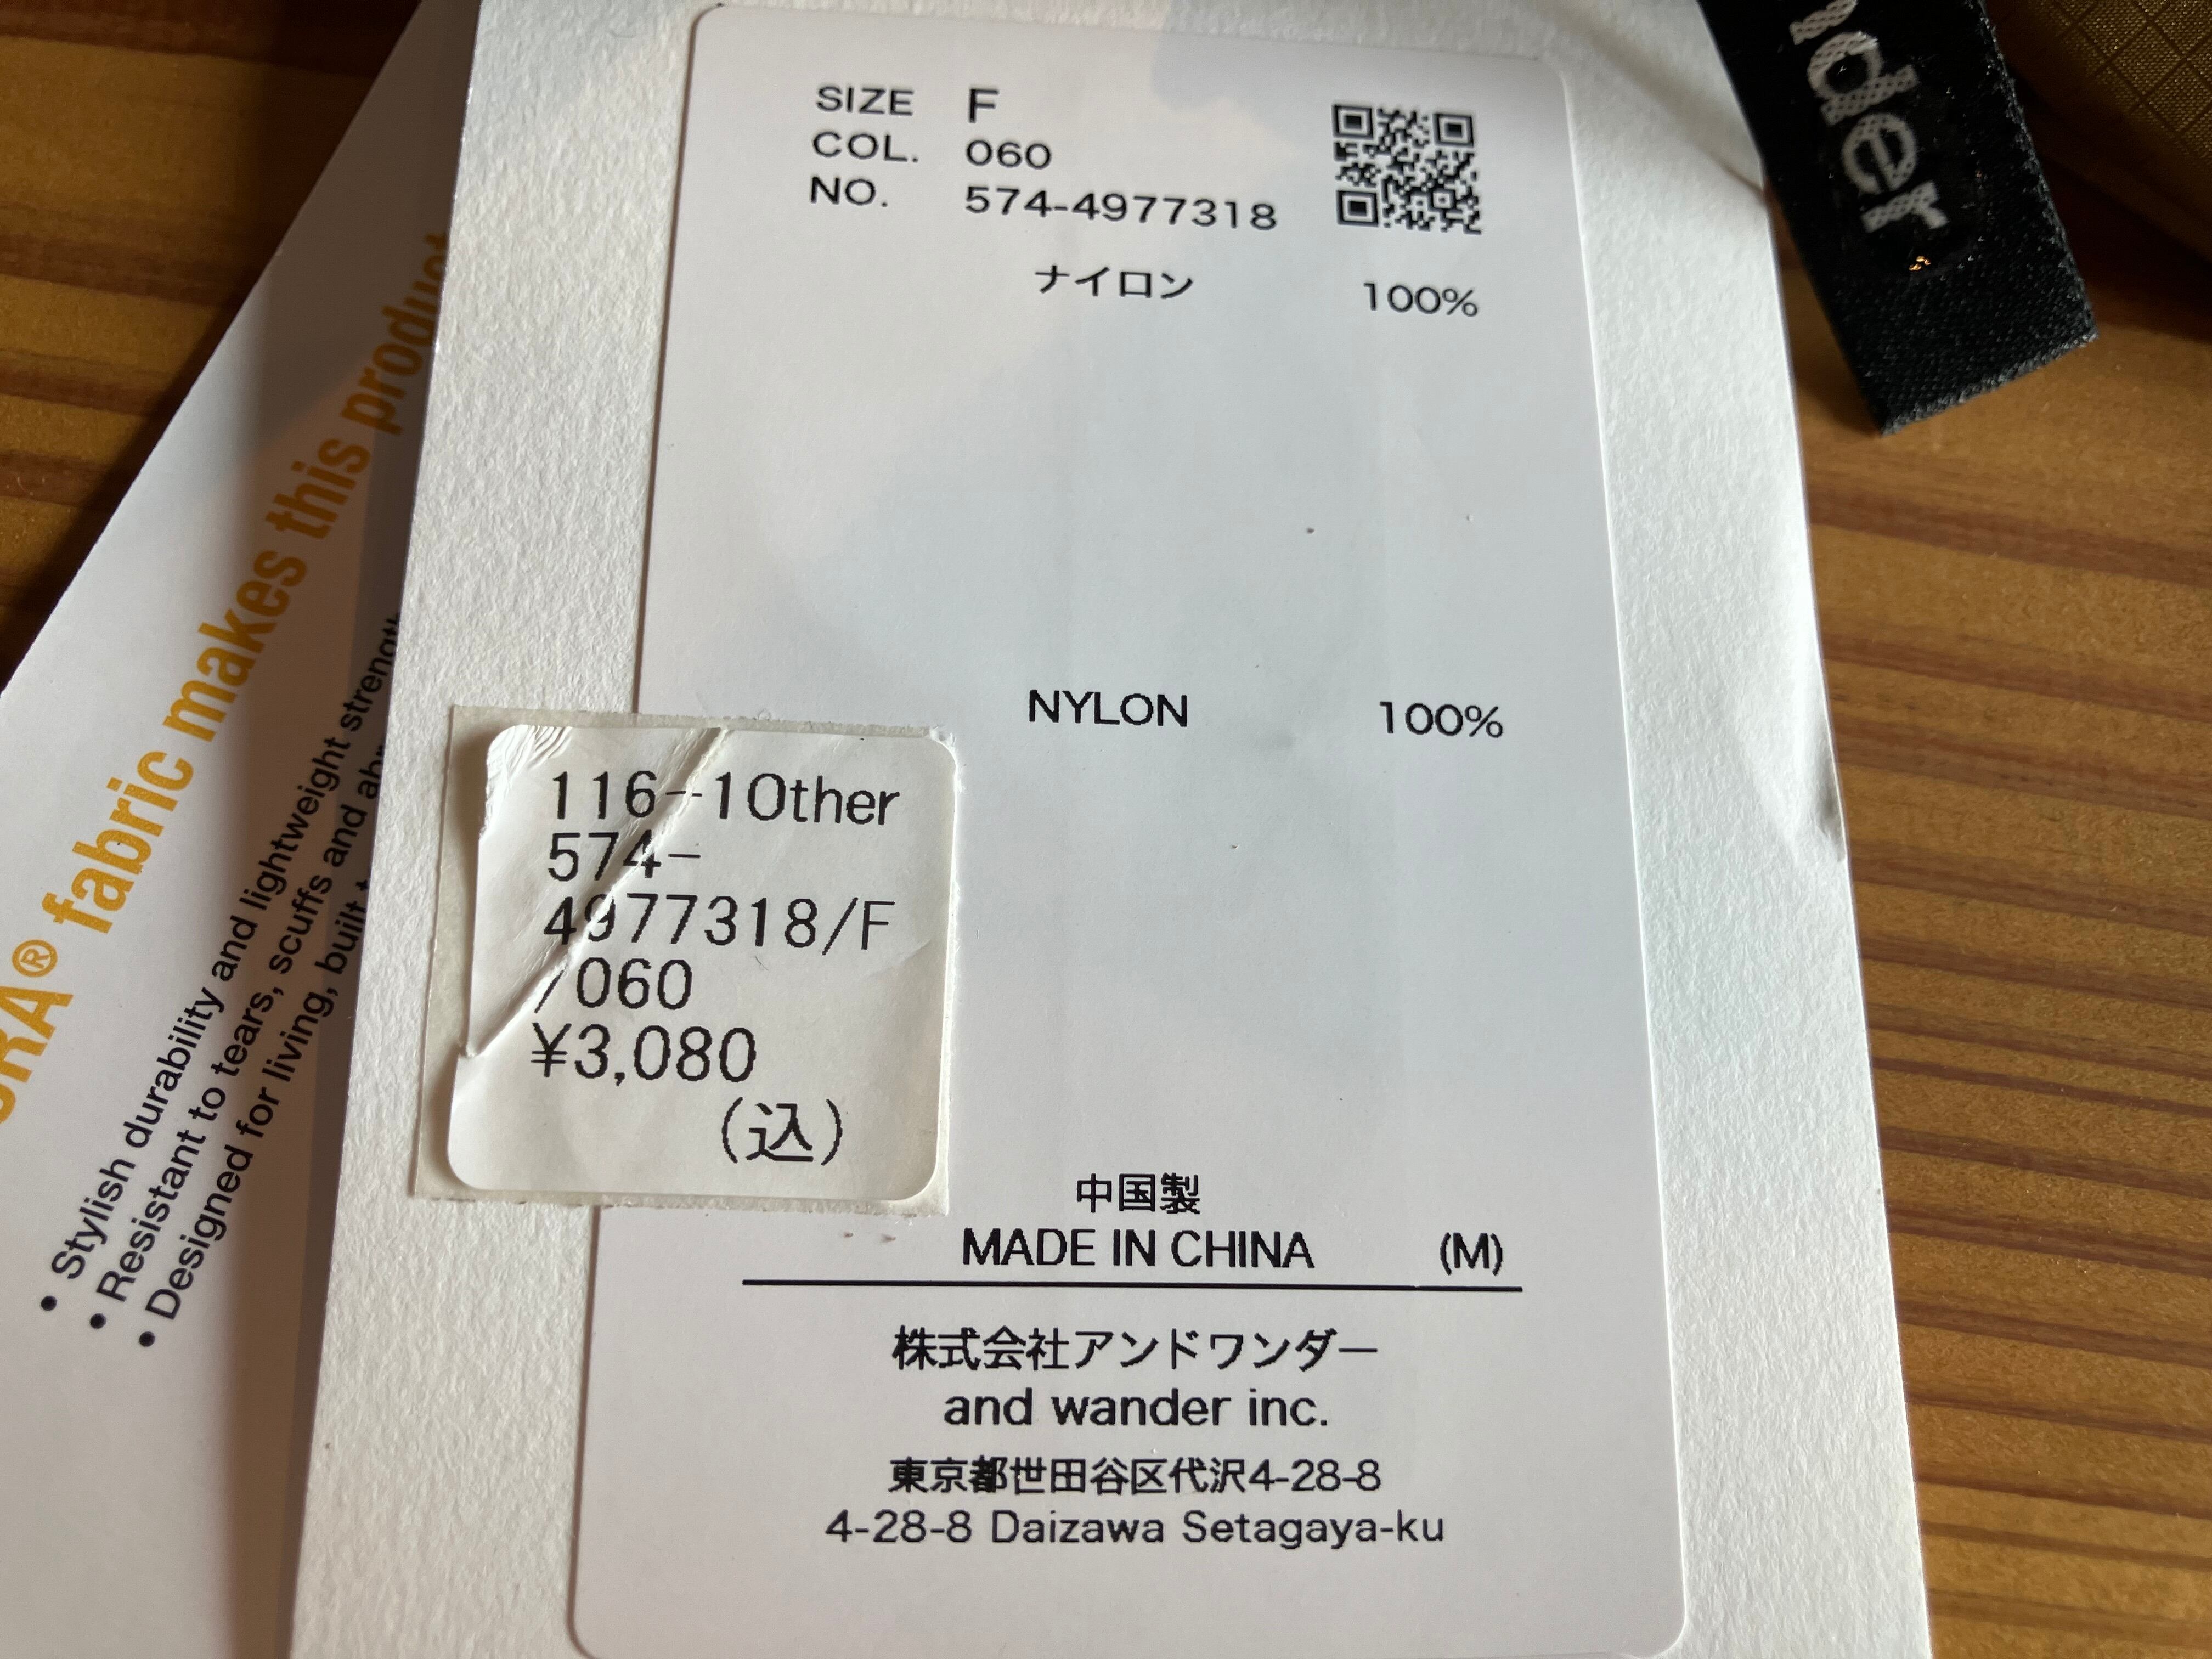 SIZE F
COL. 060
NO. 574-4977318
ナイロン 100%
NYLON 100%
116--1Other
574-
4977318/F
/060
¥3,080
(込)
中国製
MADE IN CHINA (M)
株式会社アンドワンダー
and wander inc.
東京都世田谷区代沢4-28-8
4-28-8 Daizawa Setagaya-ku
® fabric makes this product
• Stylish durability and lightweight strength
• Resistant to tears, scuffs and
• Designed for living, built
nder